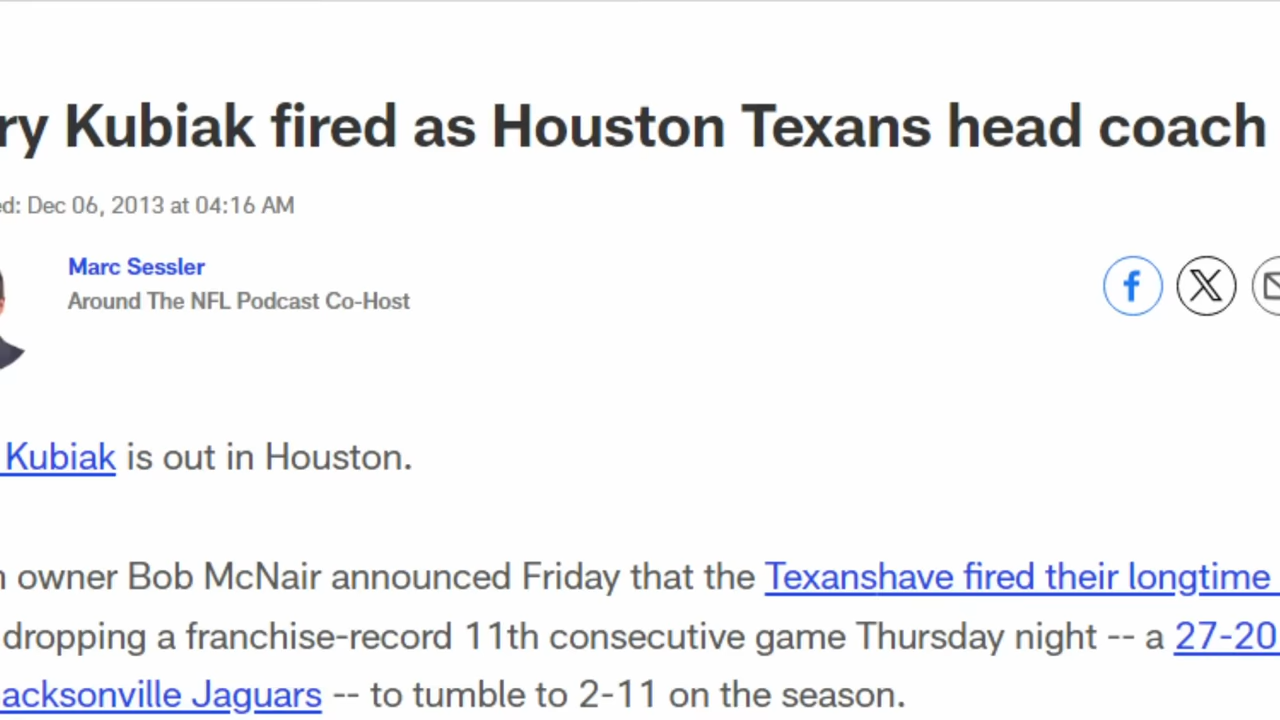 ry Kubiak fired as Houston Texans head coach
ed: Dec 06, 2013 at 04:16 AM
Marc Sessler
Around The NFL Podcast Co-Host
Kubiak is out in Houston.
owner Bob McNair announced Friday that the Texanshave fired their longtime
dropping a franchise-record 11th consecutive game Thursday night -- a 27-20
acksonville Jaguars -- to tumble to 2-11 on the season.